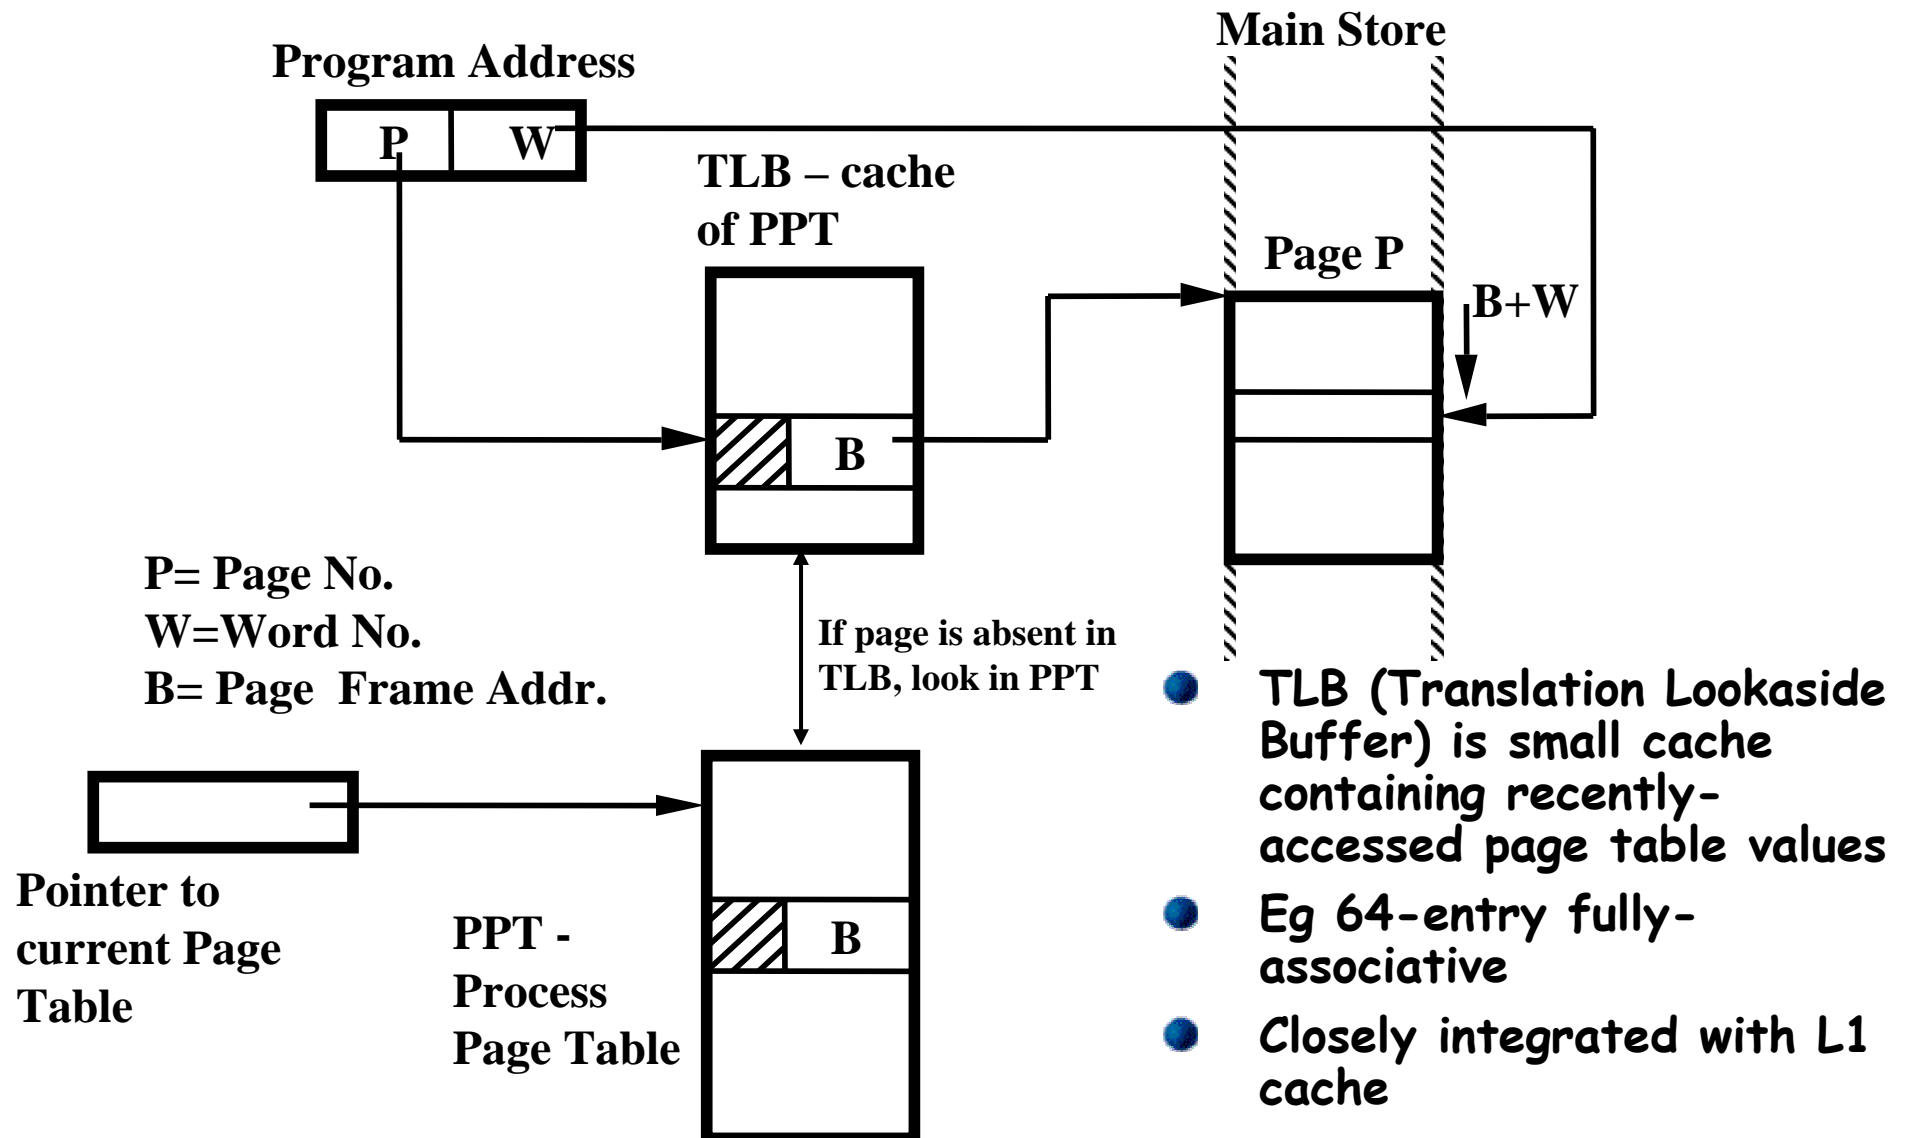 Main Store
Program Address
P
W
TLB – cache
of PPT
Page P
B+W
B
P= Page No.
W=Word No.
B= Page Frame Addr.
If page is absent in
TLB, look in PPT
Pointer to
current Page
Table
PPT -
Process
Page Table
B
TLB (Translation Lookaside
Buffer) is small cache
containing recently-
accessed page table values
Eg 64-entry fully-
associative
Closely integrated with L1
cache